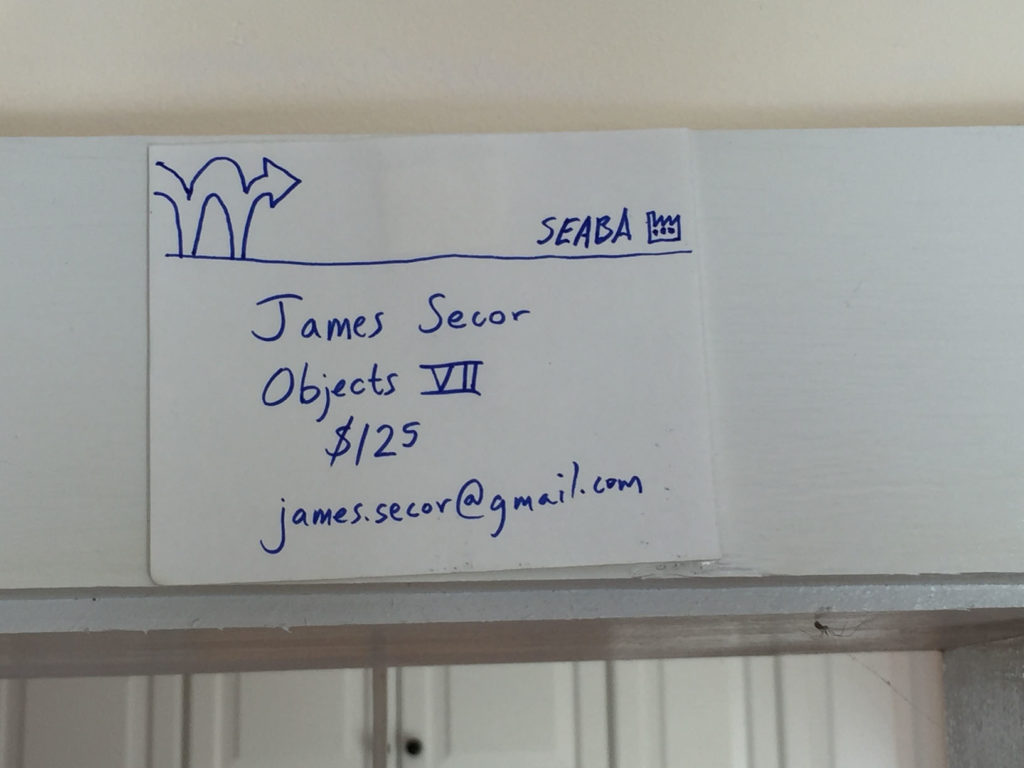 SEABA
James Secor
Objects VII
$125
james.secor@gmail.com